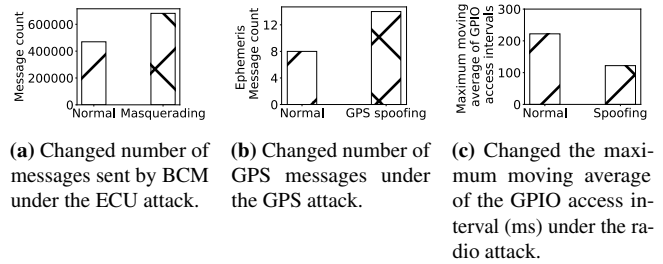 Message count
600000
400000
200000
0
Normal Masquerading
Ephemeris
Message count
10
5
0
Normal GPS spoofing
Maximum moving
average of GPIO
access intervals
300
200
100
0
Normal Spoofing
(a) Changed number of
messages sent by BCM
under the ECU attack.
(b) Changed number of
GPS messages under
the GPS attack.
(c) Changed the maxi-
mum moving average
of the GPIO access in-
terval (ms) under the ra-
dio attack.